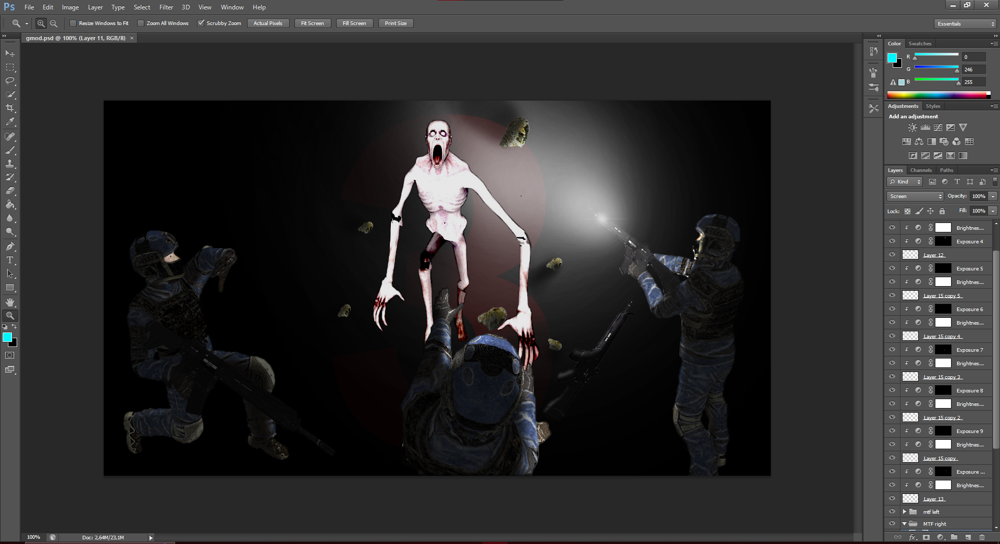 Ps File Edit Image Layer Type Select Filter 3D View Window Help
Resize Windows to Fit Zoom All Windows Scrubby Zoom Actual Pixels Fit Screen Fill Screen Print Size Essentials
gmod.psd @ 100% (Layer 11, RGB/8) ×
Color Swatches
R 0
G 246
B 255
Adjustments Styles
Add an adjustment
Layers Channels Paths
Kind T
Screen Opacity: 100%
Lock: Fill: 100%
Brightnes...
Exposure 4
Layer 12
Exposure 5
Brightnes...
Layer 15 copy 5
Exposure 6
Brightnes...
Layer 15 copy 4
Exposure 7
Brightnes...
Layer 15 copy 3
Exposure 8
Brightnes...
Layer 15 copy 2
Exposure 9
Brightnes...
Layer 15 copy
Exposure ...
Brightnes...
Layer 13
mtf left
MTF right
fx
T
100% Doc: 2,64M/23,1M